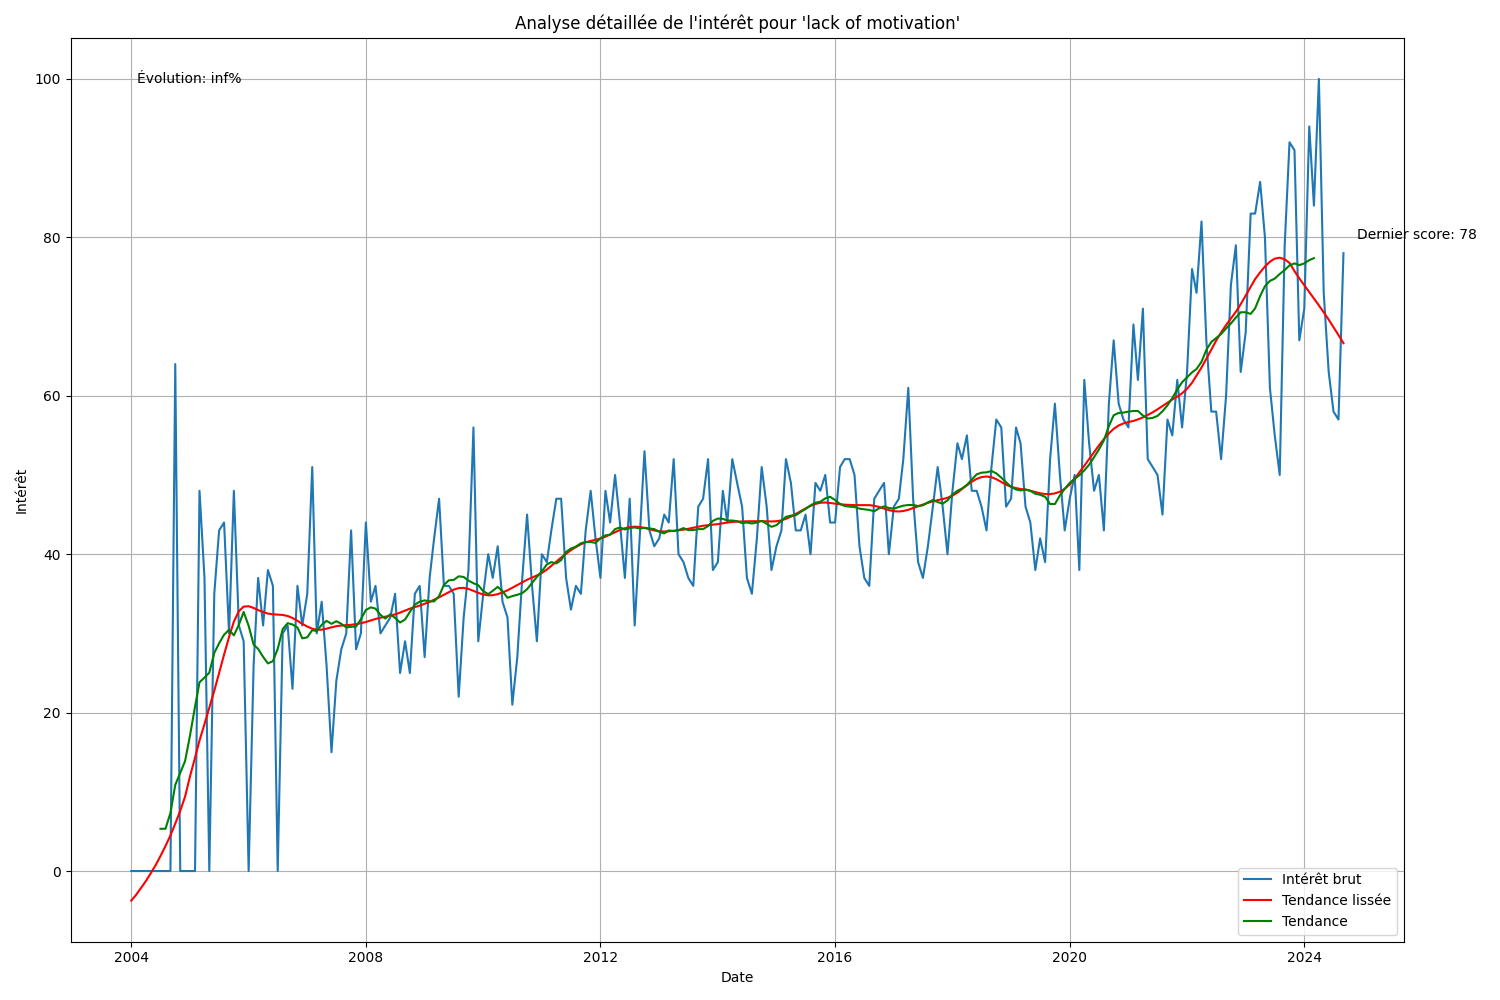 Analyse détaillée de l'intérêt pour 'lack of motivation'
Évolution: inf%
Dernier score: 78
Intérêt
100
80
60
40
20
0
2004
2008
2012
2016
2020
2024
Date
Intérêt brut
Tendance lissée
Tendance